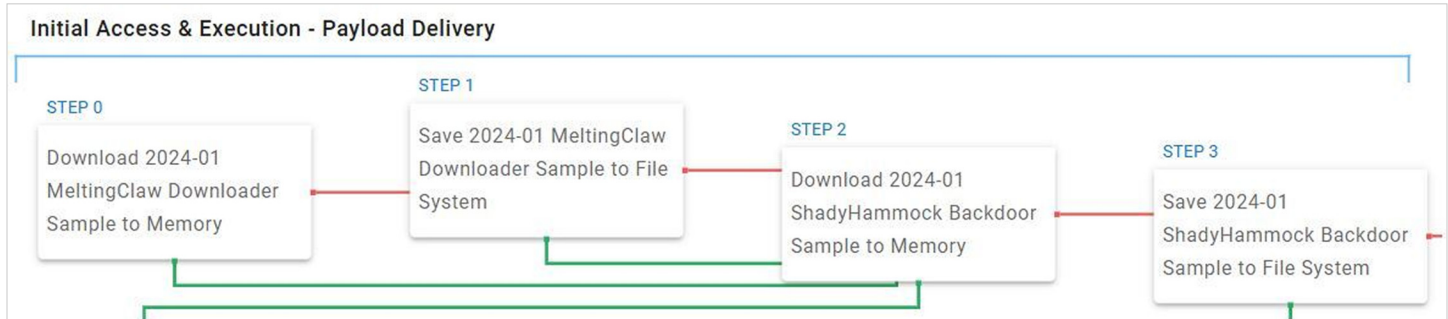 Initial Access & Execution - Payload Delivery
STEP 0
Download 2024-01
MeltingClaw Downloader
Sample to Memory
STEP 1
Save 2024-01 MeltingClaw
Downloader Sample to File
System
STEP 2
Download 2024-01
ShadyHammock Backdoor
Sample to Memory
STEP 3
Save 2024-01
ShadyHammock Backdoor
Sample to File System